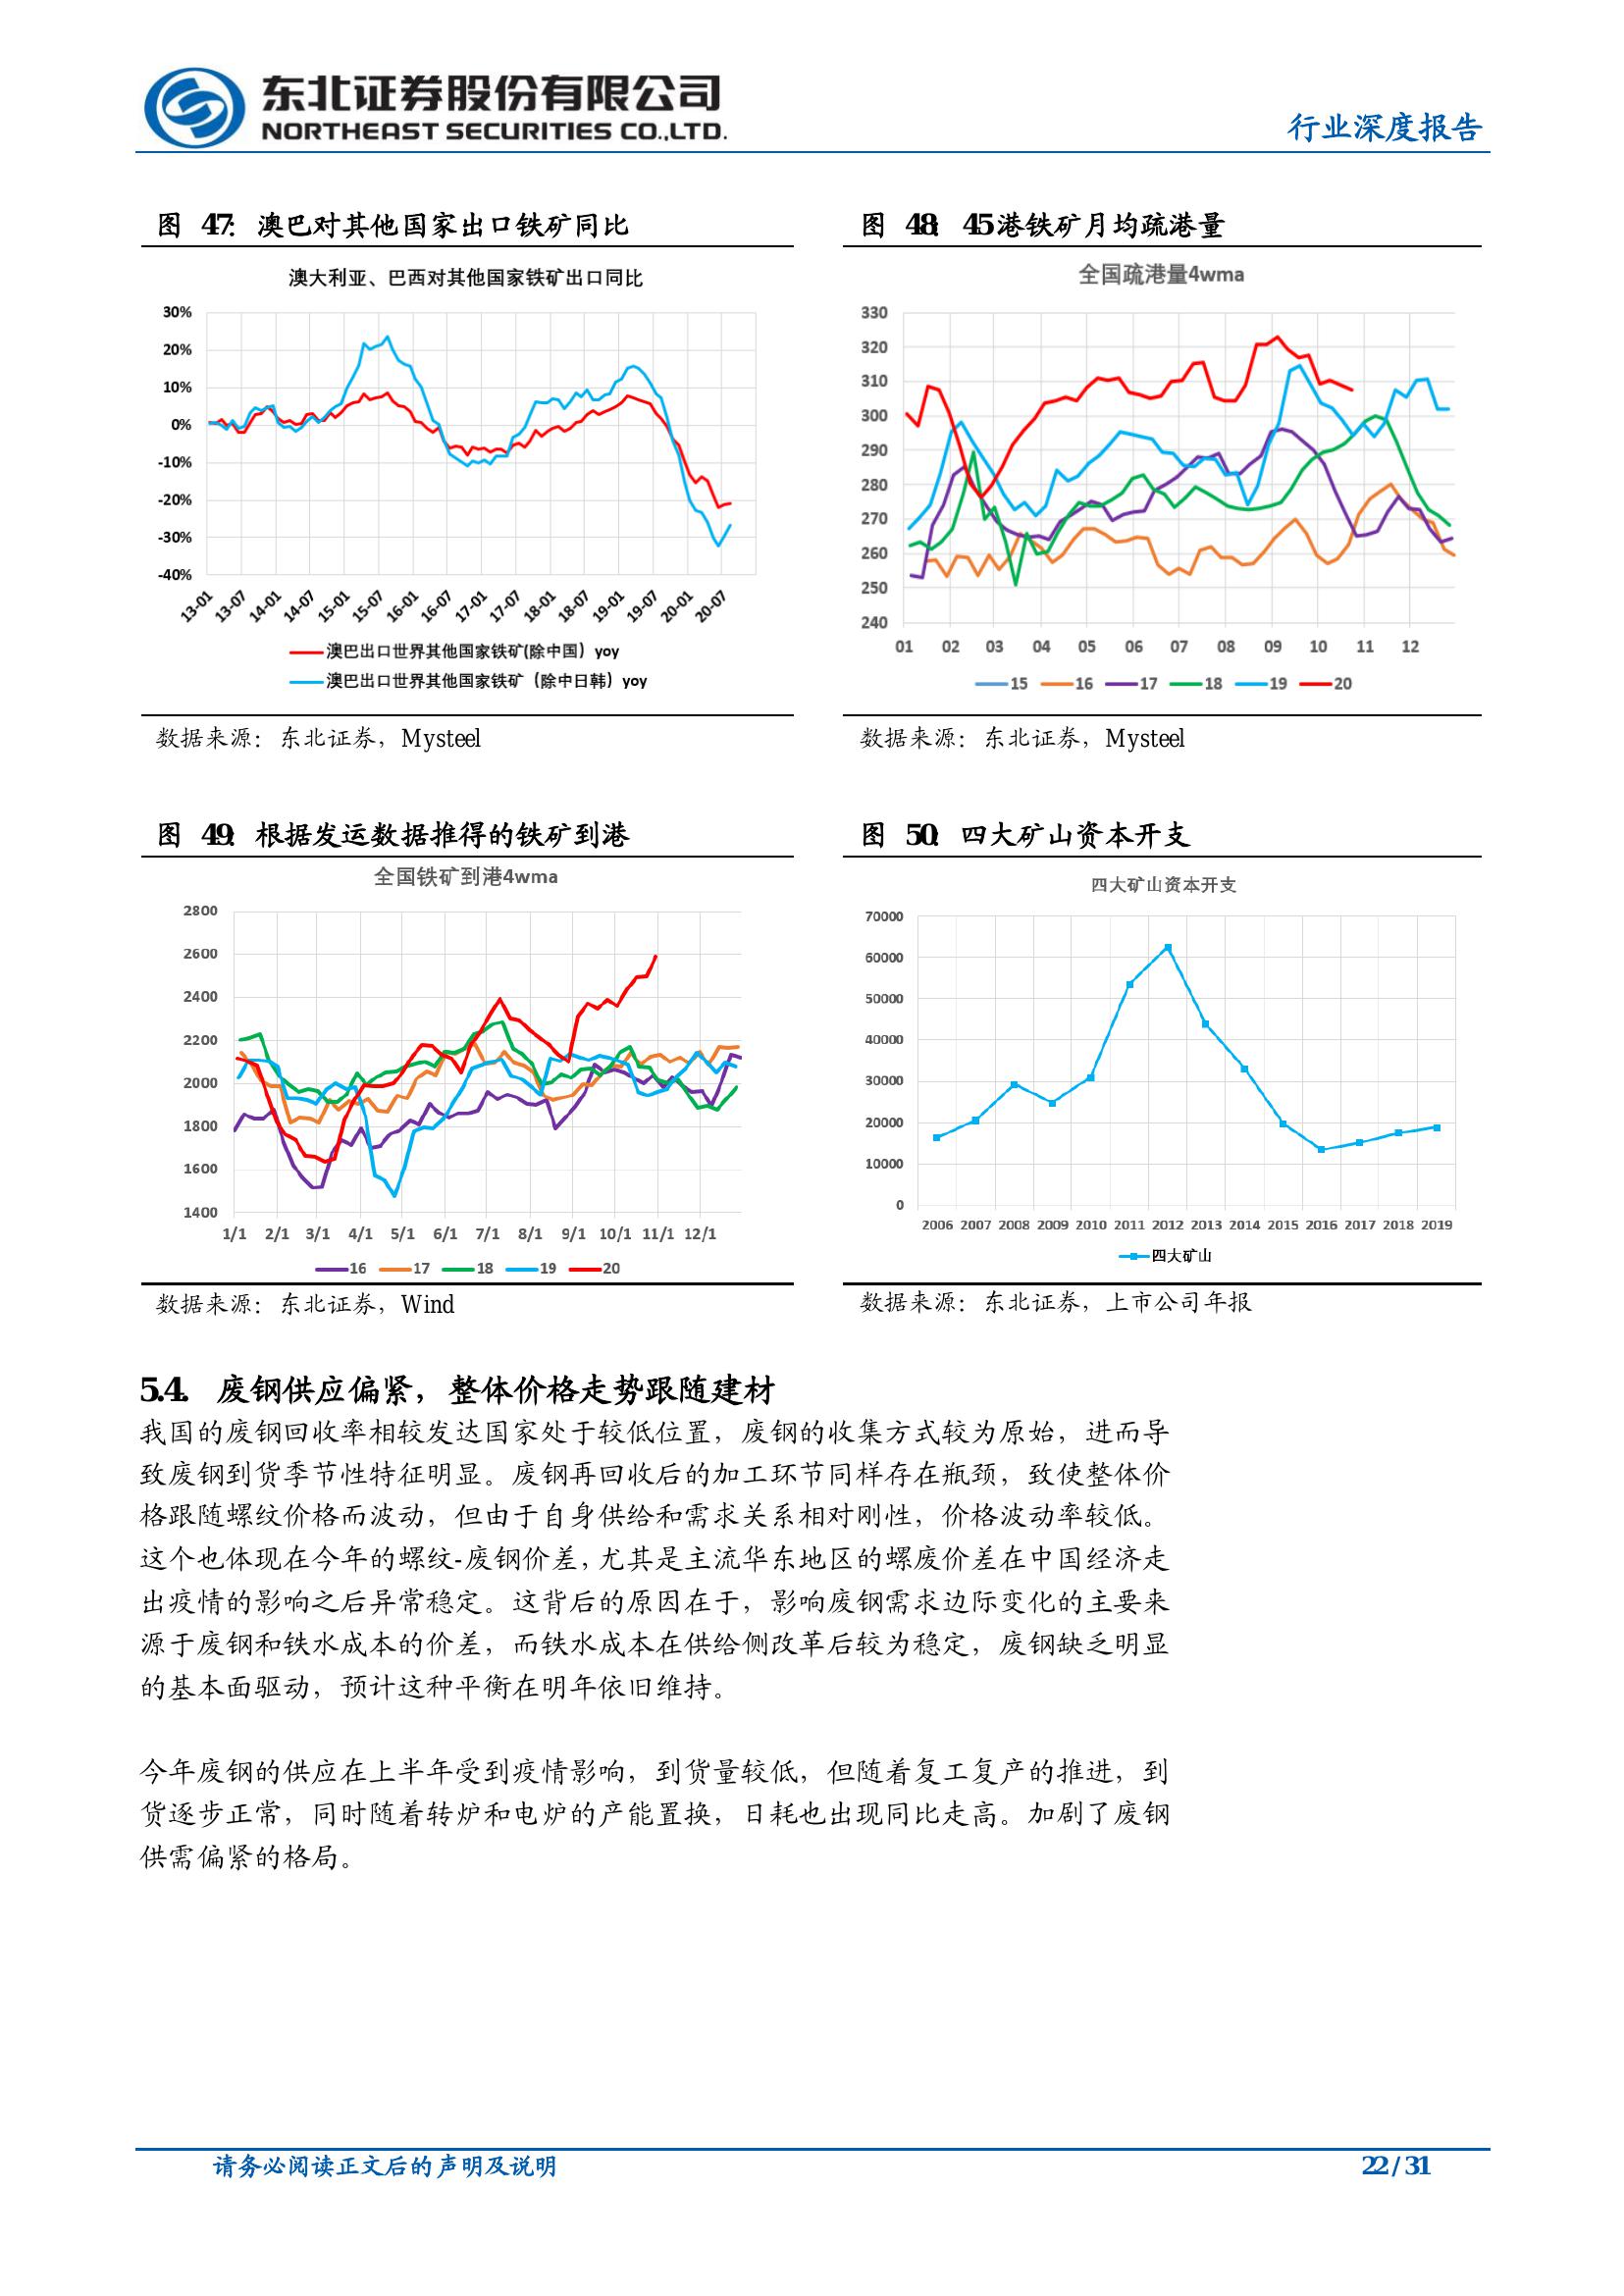 东北证券股份有限公司
NORTHEAST SECURITIES CO.,LTD.
行业深度报告
图 47: 澳巴对其他国家出口铁矿同比
澳大利亚、巴西对其他国家铁矿出口同比
30%
20%
10%
0%
-10%
-20%
-30%
-40%
13-01 13-07 14-01 14-07 15-01 15-07 16-01 16-07 17-01 17-07 18-01 18-07 19-01 19-07 20-01 20-07
澳巴出口世界其他国家铁矿(除中国）yoy
澳巴出口世界其他国家铁矿（除中日韩）yoy
数据来源：东北证券，Mysteel
图 48: 45港铁矿月均疏港量
全国疏港量4wma
330
320
310
300
290
280
270
260
250
240
01 02 03 04 05 06 07 08 09 10 11 12
15 16 17 18 19 20
数据来源：东北证券，Mysteel
图 49: 根据发运数据推得的铁矿到港
全国铁矿到港4wma
2800
2600
2400
2200
2000
1800
1600
1400
1/1 2/1 3/1 4/1 5/1 6/1 7/1 8/1 9/1 10/1 11/1 12/1
16 17 18 19 20
数据来源：东北证券，Wind
图 50: 四大矿山资本开支
四大矿山资本开支
70000
60000
50000
40000
30000
20000
10000
0
2006 2007 2008 2009 2010 2011 2012 2013 2014 2015 2016 2017 2018 2019
四大矿山
数据来源：东北证券，上市公司年报
5.4. 废钢供应偏紧，整体价格走势跟随建材
我国的废钢回收率相较发达国家处于较低位置，废钢的收集方式较为原始，进而导
致废钢到货季节性特征明显。废钢再回收后的加工环节同样存在瓶颈，致使整体价
格跟随螺纹价格而波动，但由于自身供给和需求关系相对刚性，价格波动率较低。
这个也体现在今年的螺纹-废钢价差，尤其是主流华东地区的螺废价差在中国经济走
出疫情的影响之后异常稳定。这背后的原因在于，影响废钢需求边际变化的主要来
源于废钢和铁水成本的价差，而铁水成本在供给侧改革后较为稳定，废钢缺乏明显
的基本面驱动，预计这种平衡在明年依旧维持。
今年废钢的供应在上半年受到疫情影响，到货量较低，但随着复工复产的推进，到
货逐步正常，同时随着转炉和电炉的产能置换，日耗也出现同比走高。加剧了废钢
供需偏紧的格局。
请务必阅读正文后的声明及说明
22 / 31